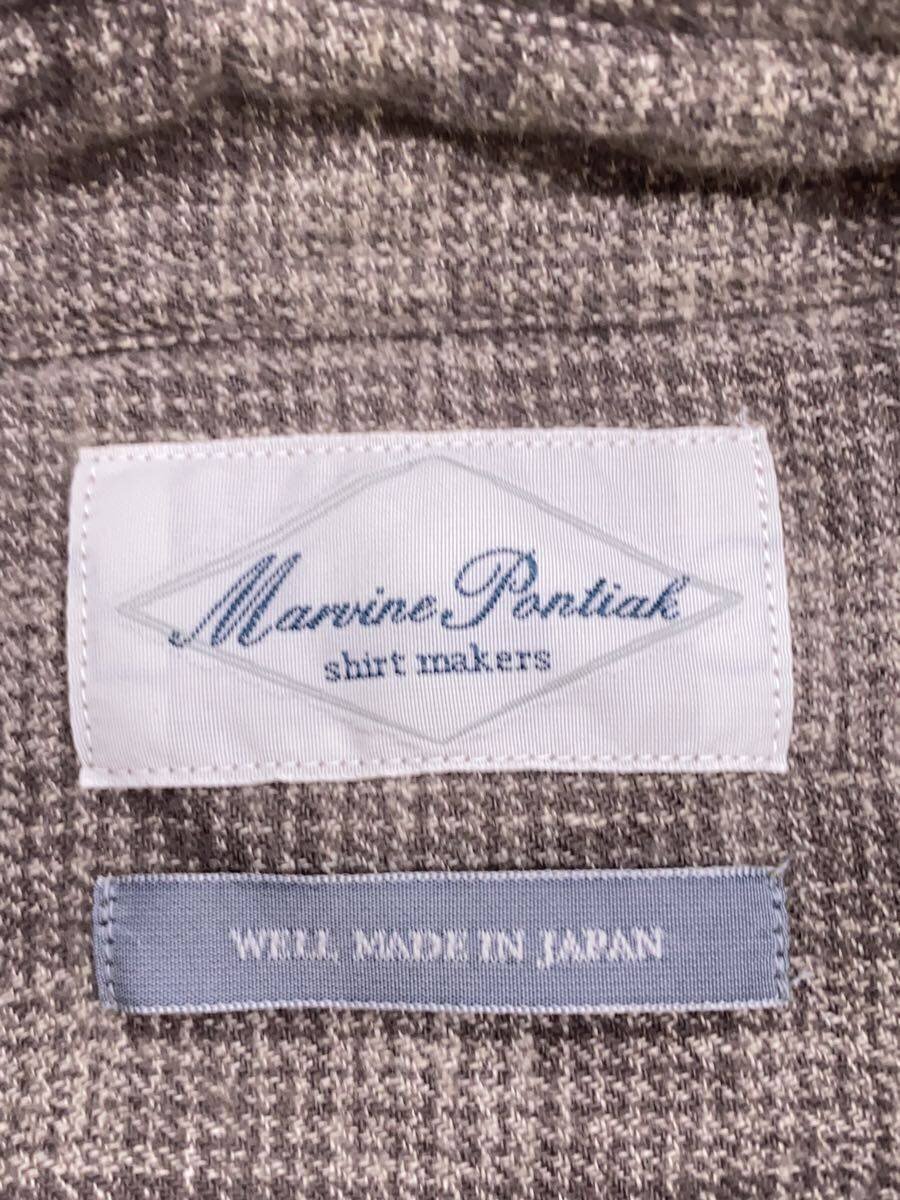 Marvine Pontiak
shirt makers
WELL MADE IN JAPAN